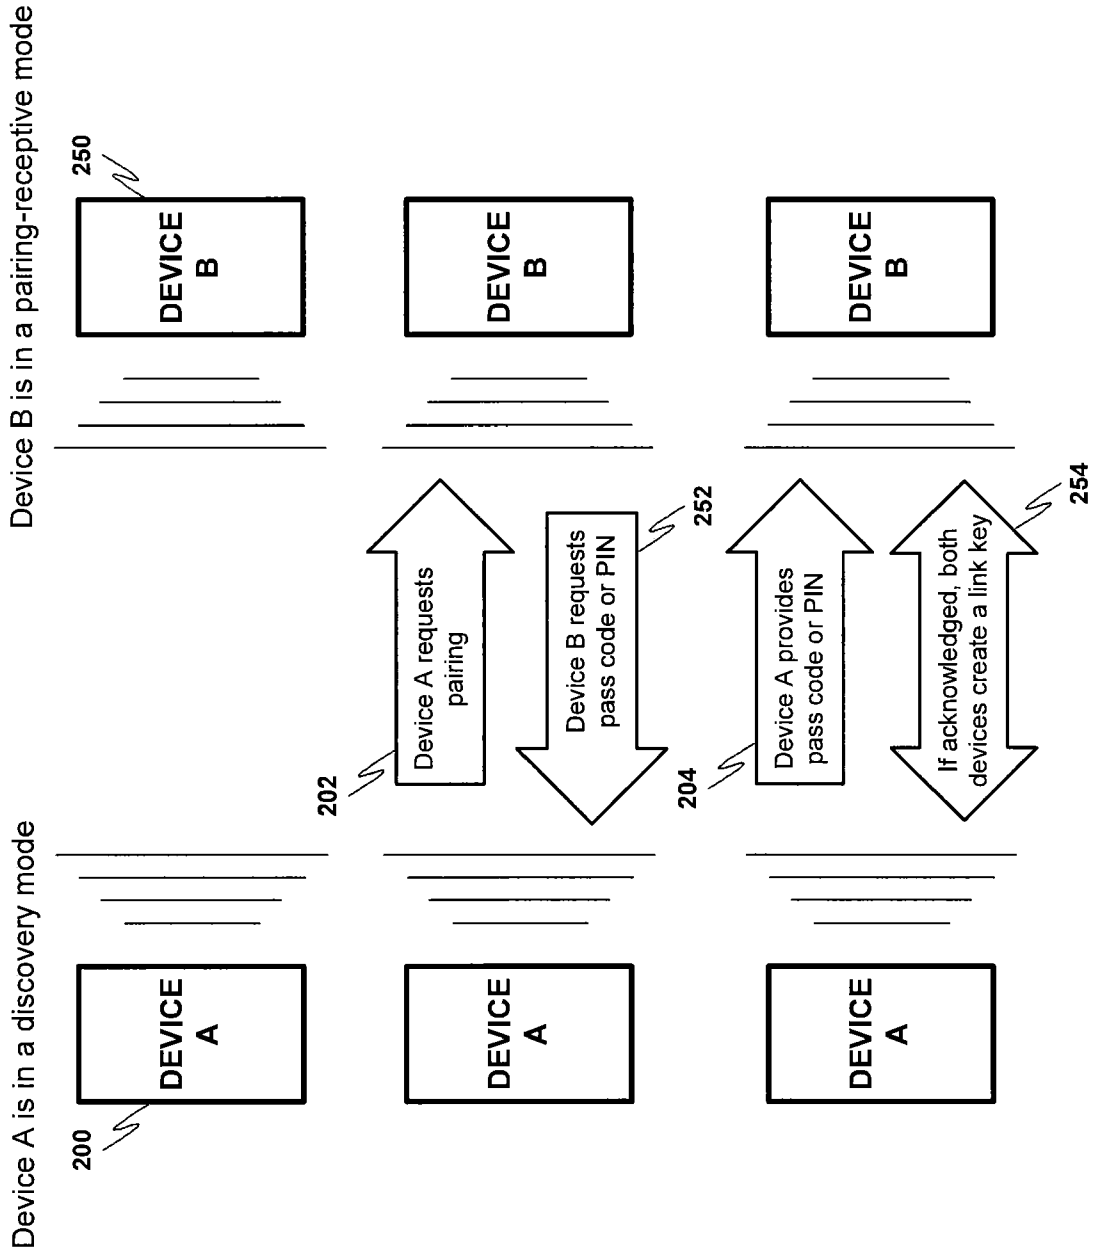 Device A is in a discovery mode
Device B is in a pairing-receptive mode
200
DEVICE
A
250
DEVICE
B
DEVICE
A
202
Device A requests
pairing
Device B requests
pass code or PIN
252
DEVICE
B
DEVICE
A
204
Device A provides
pass code or PIN
If acknowledged, both
devices create a link key
254
DEVICE
B